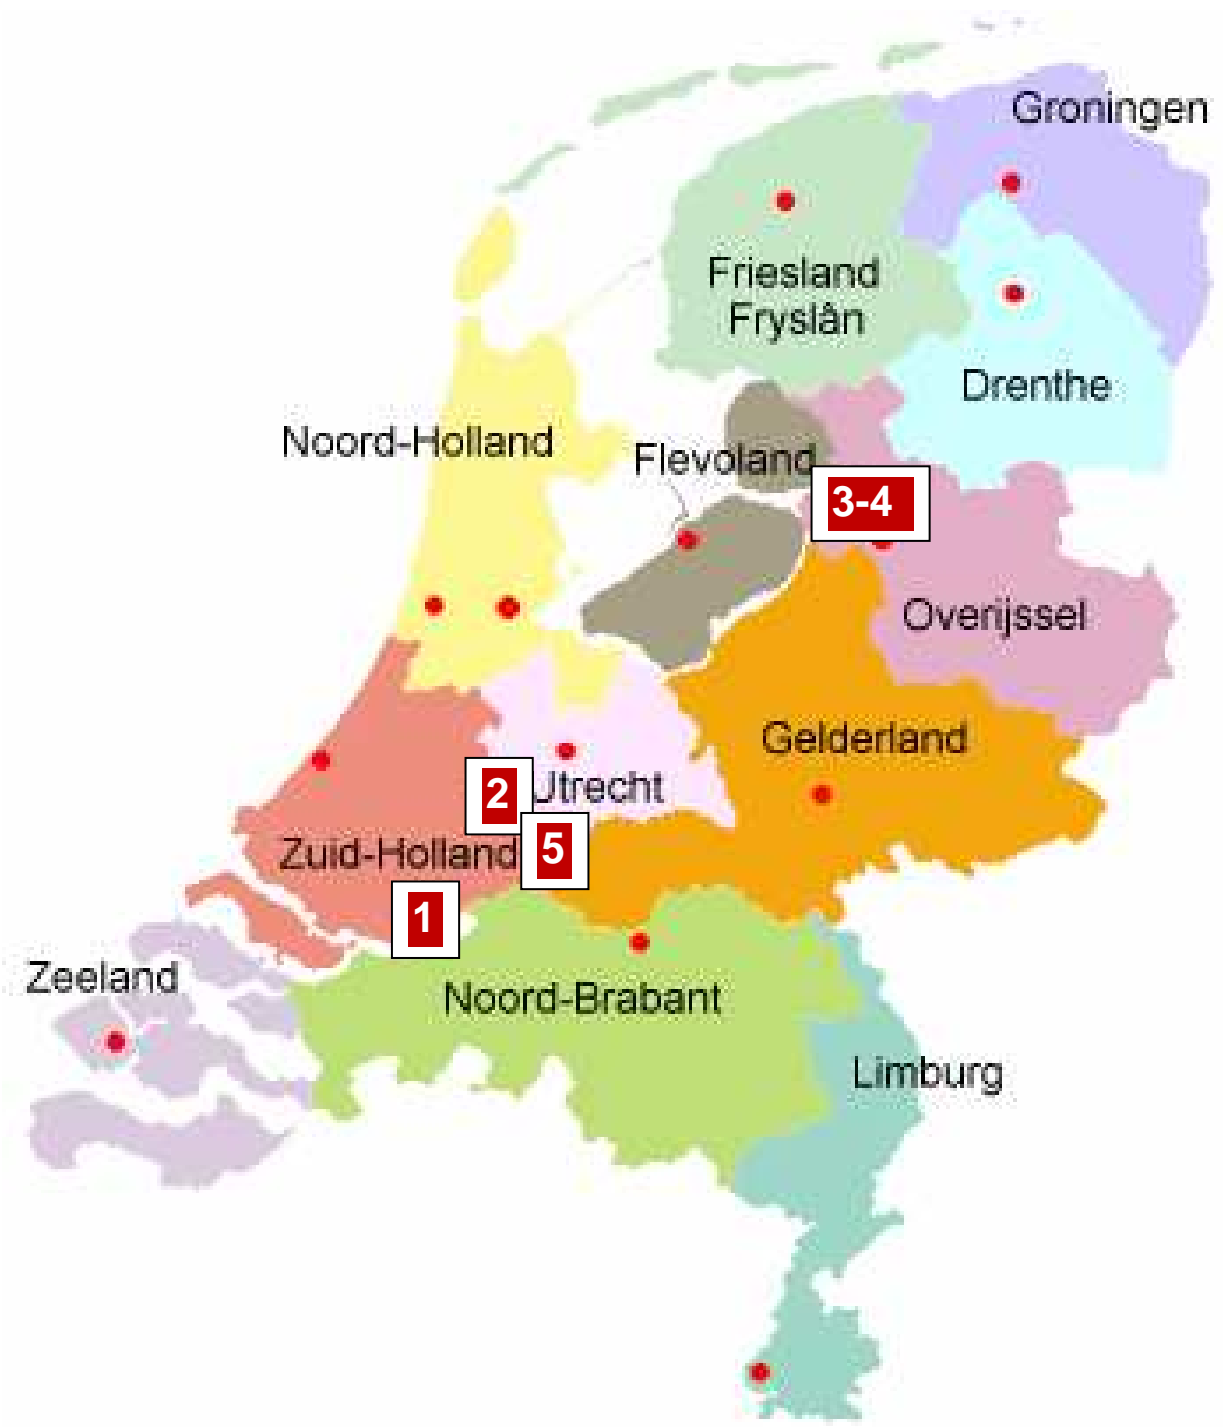 Groningen
Friesland
Fryslân
Drenthe
Noord-Holland
Flevoland
3-4
Overijssel
Gelderland
2
Utrecht
5
Zuid-Holland
1
Zeeland
Noord-Brabant
Limburg